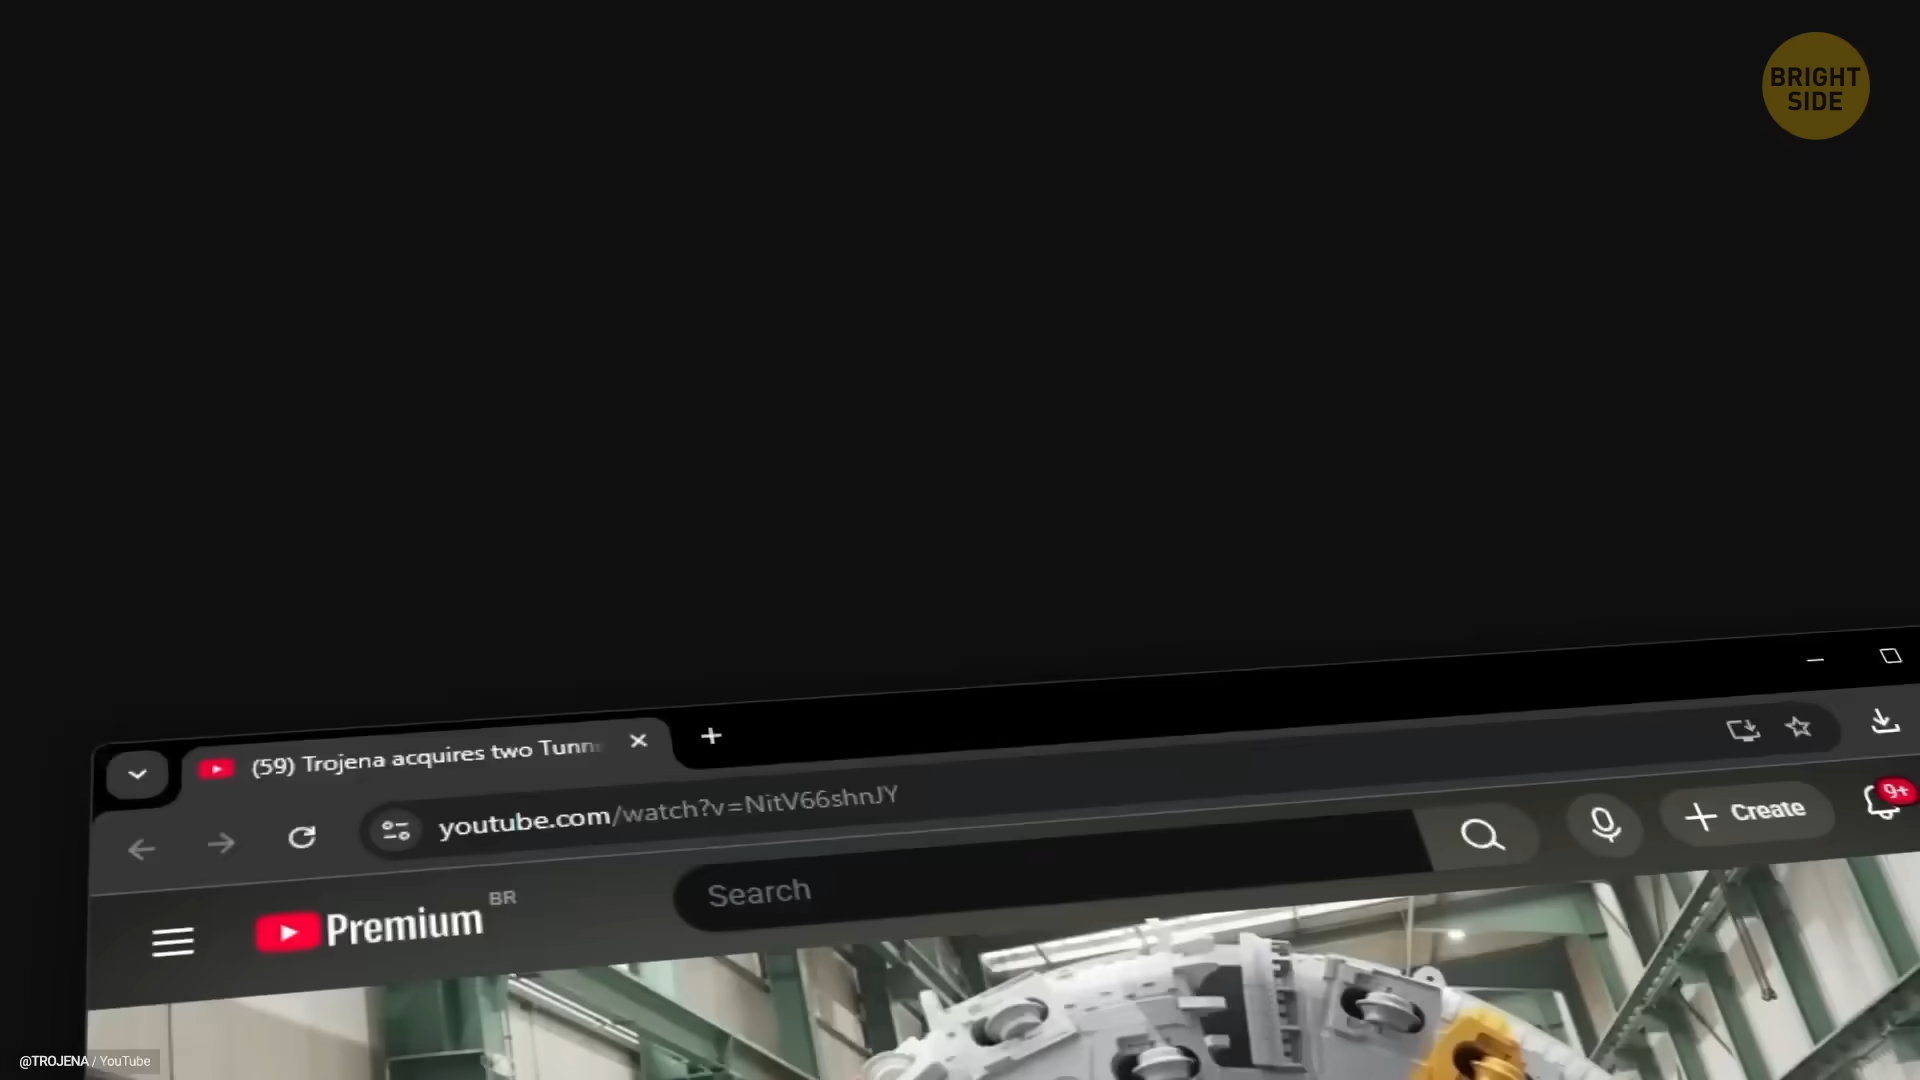 BRIGHT
SIDE
(59) Trojena acquires two Tunn
youtube.com/watch?v=NitV66shnJY
9+
Create
Search
Premium BR
@TROJENA / YouTube